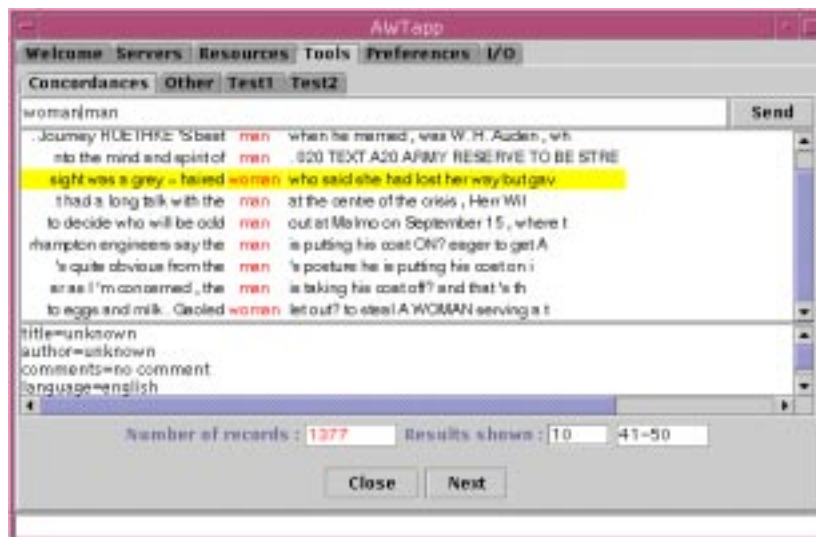 AWTapp
Welcome Servers Resources Tools Preferences I/O
Concordances Other Test1 Test2
woman|man Send
. Journey ROETHKE 'S best man when he married , was W. H. Auden , wh
nto the mind and spirit of man . 020 TEXT A20 ARMY RESERVE TO BE STRE
sight was a grey - haired woman who said she had lost her way but gav
t had a long talk with the man at the centre of the crisis , Herr Wil
to decide who will be odd man out at Malmo on September 15 , where t
rhampton engineers say the man is putting his coat ON? eager to get A
's quite obvious from the man 's posture he is putting his coat on i
ar as I 'm concerned , the man is taking his coat off? and that 's th
to eggs and milk . Gaoled woman let out? to steal A WOMAN serving a t
title=unknown
author=unknown
comments=no comment
language=english
Number of records : 1377 Results shown : 10 41-50
Close Next